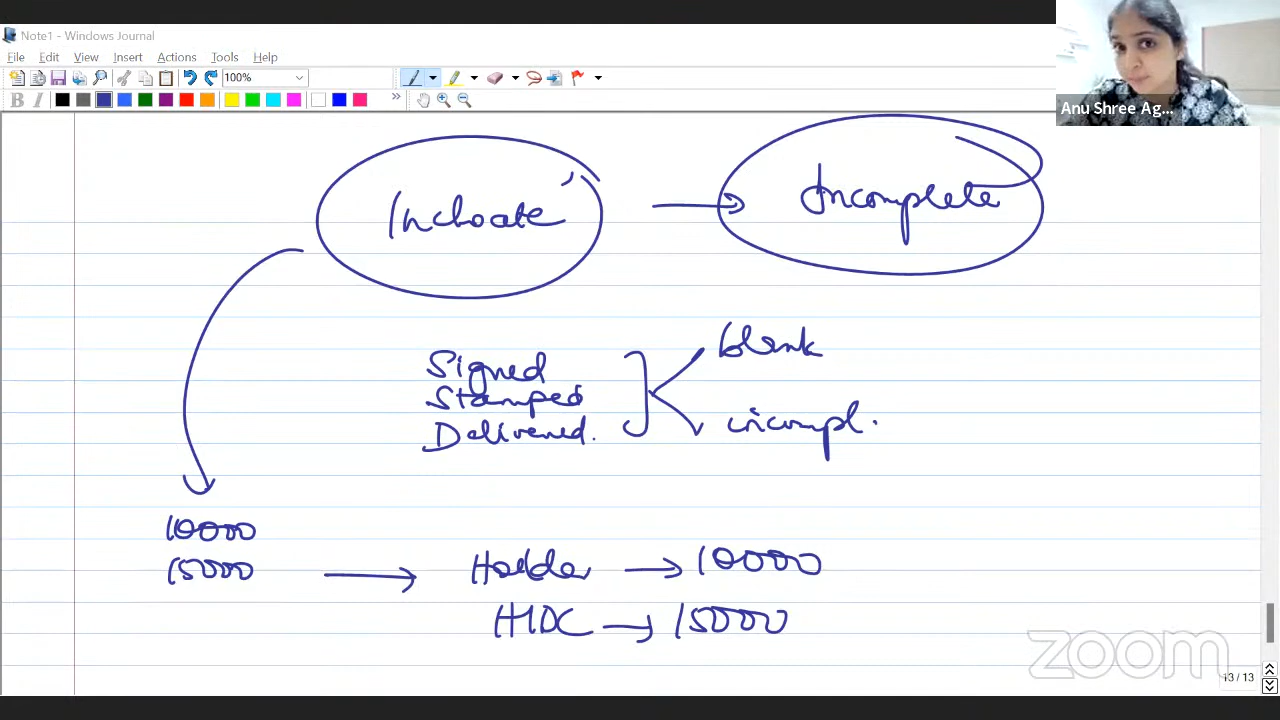 Note1 - Windows Journal
File Edit View Insert Actions Tools Help
100%
B I
Anu Shree Ag...
Inchoate → Incomplete
Signed
Stamped
Delivered.
blank
incompl.
10000
15000 → Holder → 10000
HDC → 15000
zoom
13 / 13